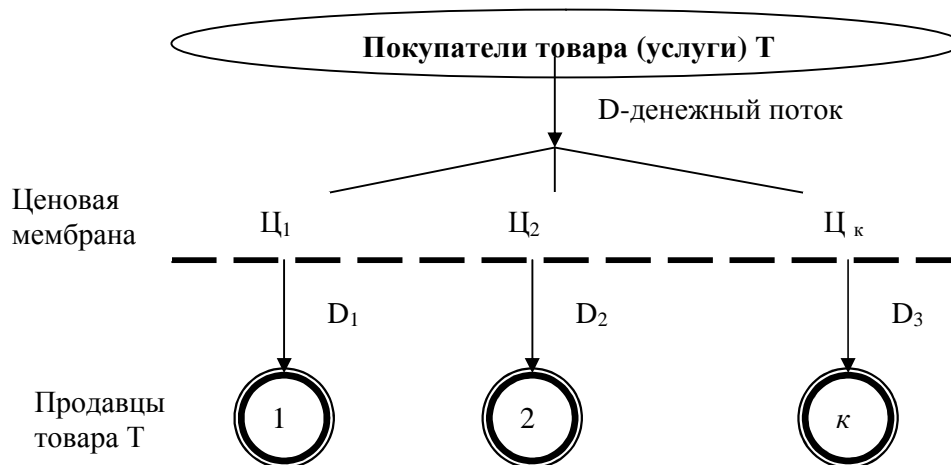 Покупатели товара (услуги) Т
D-денежный поток
Ценовая
мембрана
Ц1 Ц2 Ц к
D1 D2 D3
Продавцы
товара Т
1 2 к